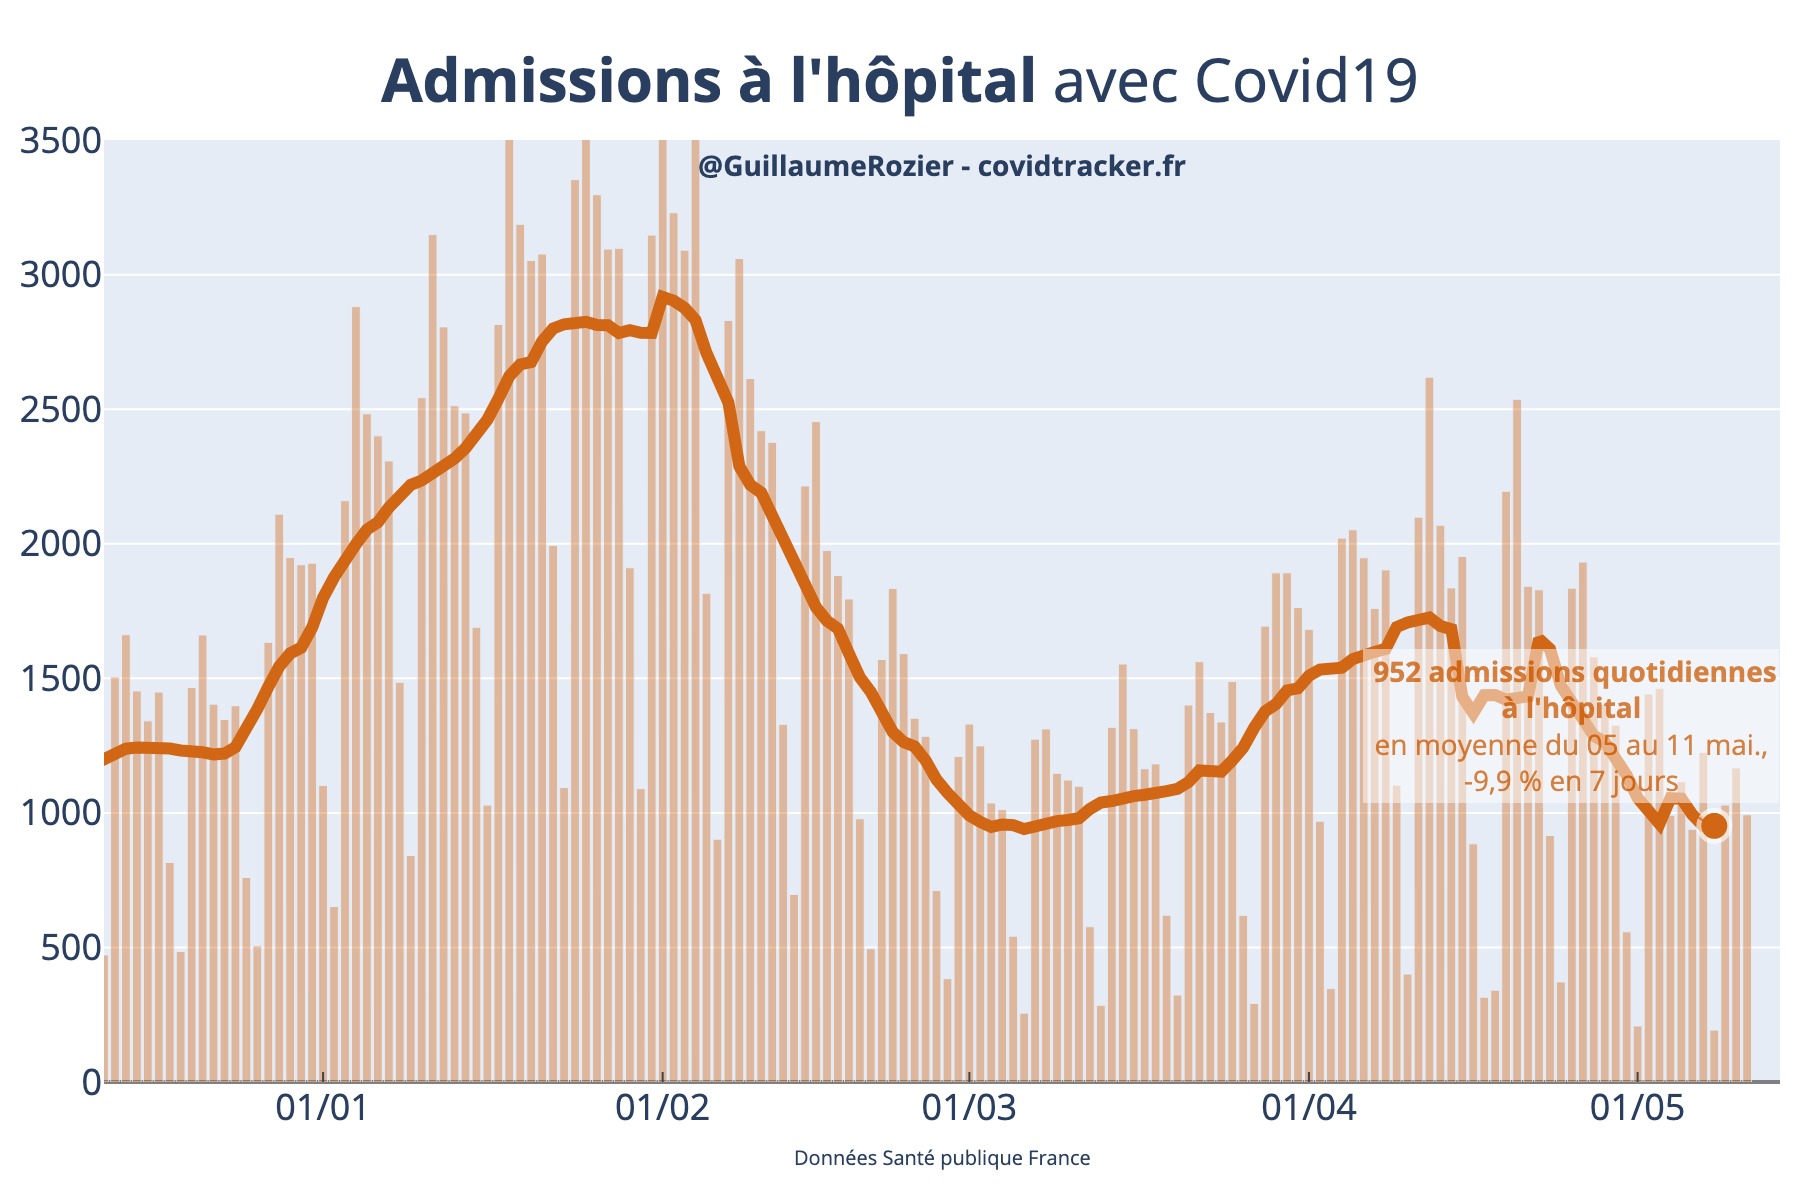 Admissions à l'hôpital avec Covid19
3500
@GuillaumeRozier - covidtracker.fr
3000
2500
2000
1500
952 admissions quotidiennes
à l'hôpital
en moyenne du 05 au 11 mai.,
-9,9 % en 7 jours
1000
500
0
01/01 01/02 01/03 01/04 01/05
Données Santé publique France